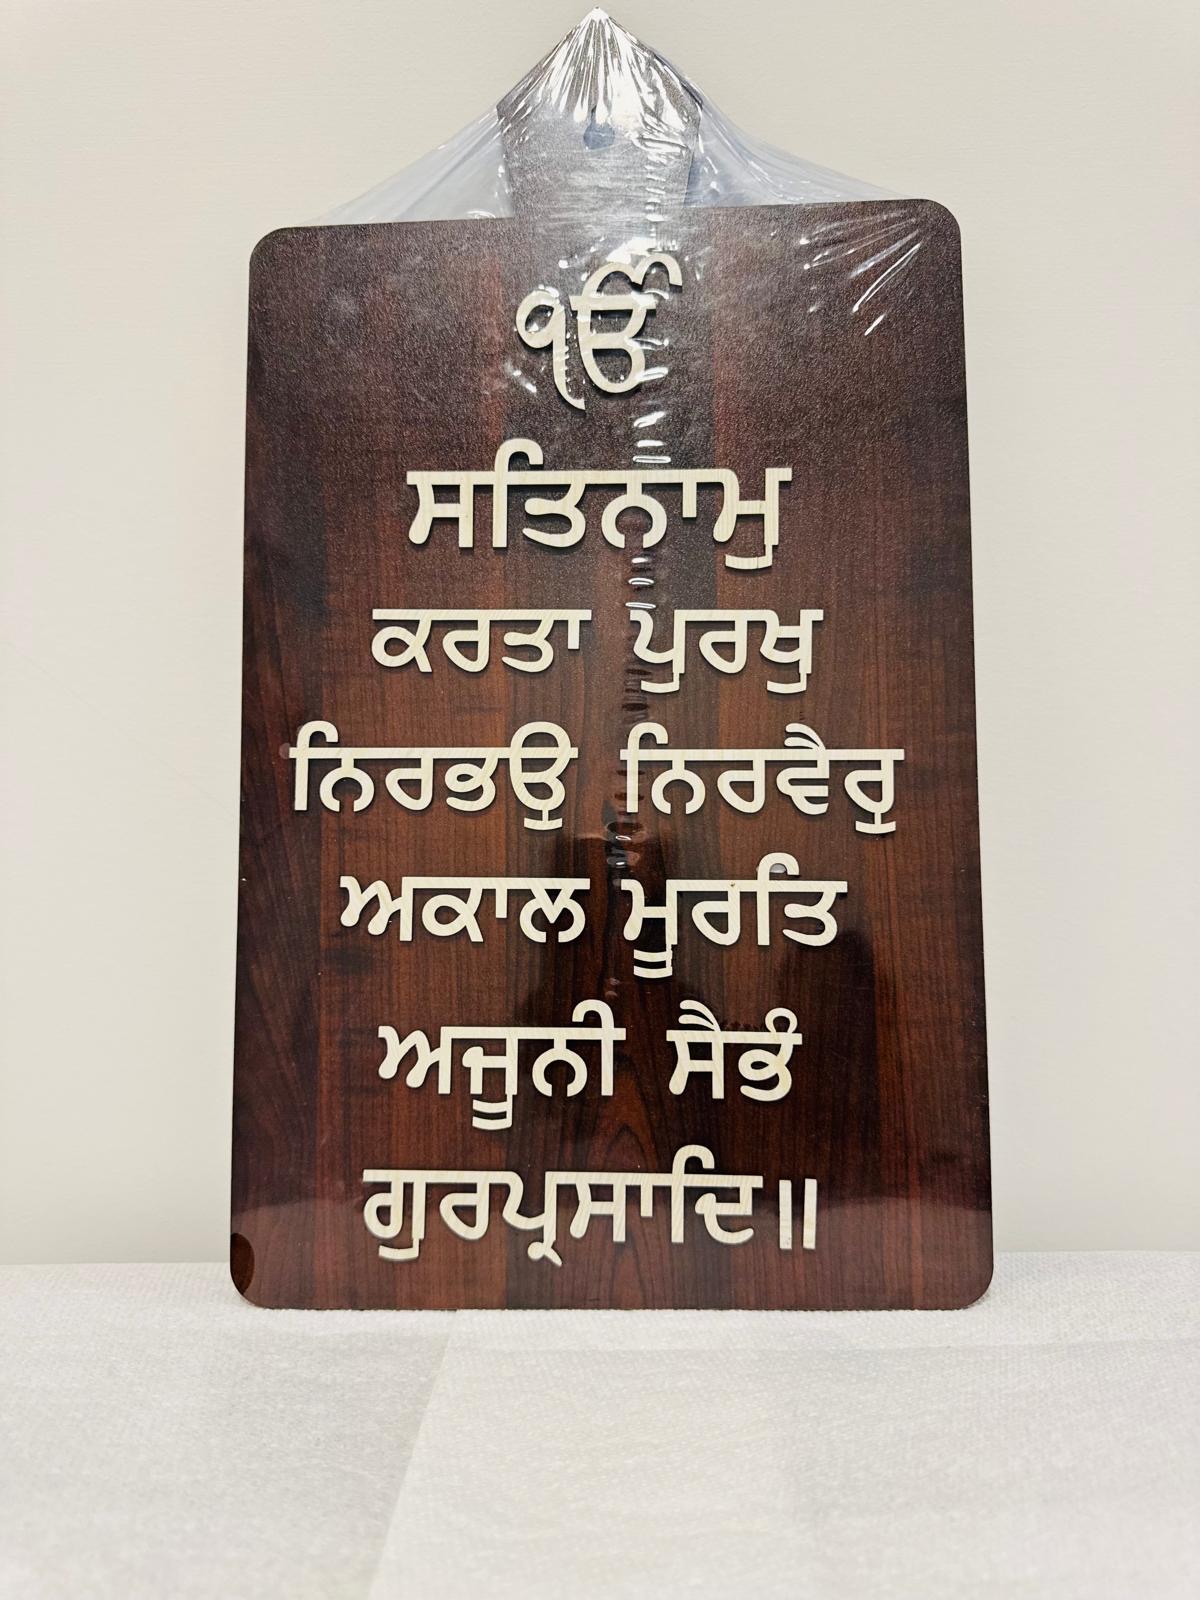 ੴ
ਸਤਿਨਾਮੁ
ਕਰਤਾ ਪੁਰਖੁ
ਨਿਰਭਉ ਨਿਰਵੈਰੁ
ਅਕਾਲ ਮੂਰਤਿ
ਅਜੂਨੀ ਸੈਭੰ
ਗੁਰਪ੍ਰਸਾਦਿ॥